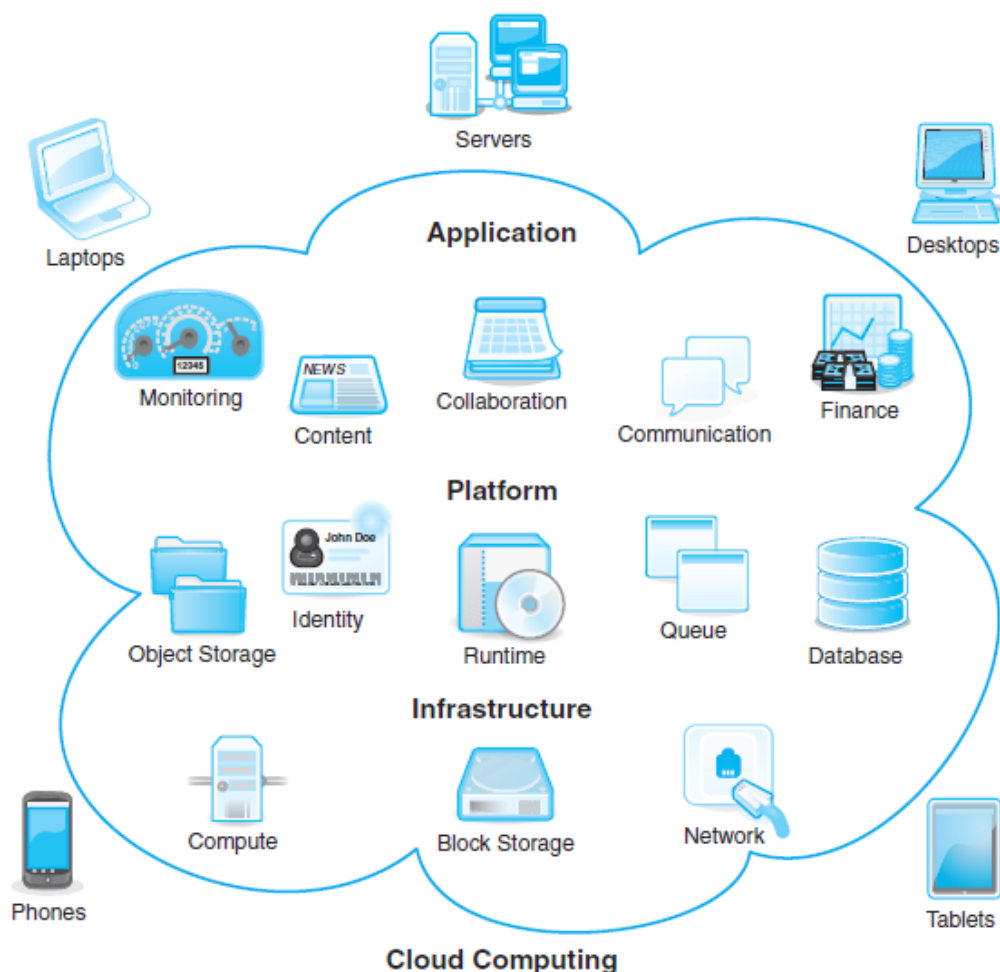 Servers
Laptops
Desktops
Application
12345
Monitoring
NEWS
Content
Collaboration
Communication
Finance
Platform
John Doe
Object Storage
Identity
Runtime
Queue
Database
Infrastructure
Compute
Block Storage
Network
Phones
Tablets
Cloud Computing